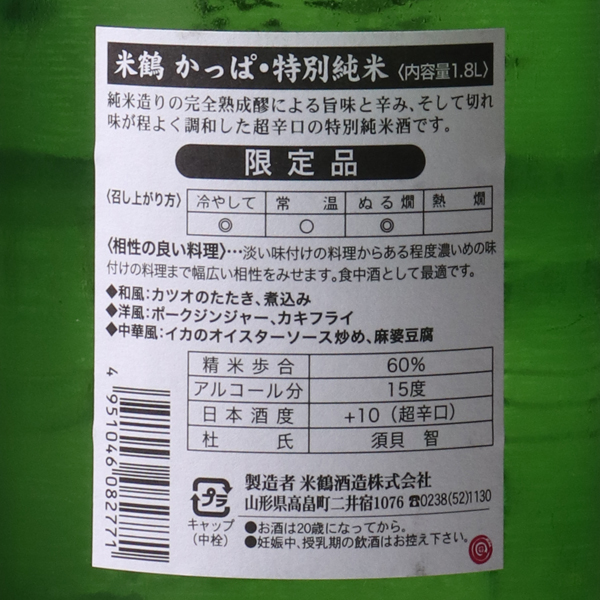 米鶴 かっぱ・特別純米〈内容量1.8L〉
純米造りの完全熟成醪による旨味と辛み、そして切れ
味が程よく調和した超辛口の特別純米酒です。
限定品
〈召し上がり方〉 冷やして 常温 ぬる燗 熱燗
◎ ○ ◎
〈相性の良い料理〉…淡い味付けの料理からある程度濃いめの味
付けの料理まで幅広い相性をみせます。食中酒として最適です。
◆和風：カツオのたたき、煮込み
◆洋風：ポークジンジャー、カキフライ
◆中華風：イカのオイスターソース炒め、麻婆豆腐
精米歩合 60%
アルコール分 15度
日本酒度 +10（超辛口）
杜氏 須貝 智
4951046082771
プラ
キャップ
（中栓）
製造者 米鶴酒造株式会社
山形県高畠町二井宿1076 ☎0238(52)1130
●お酒は20歳になってから。
●妊娠中、授乳期の飲酒はお控え下さい。